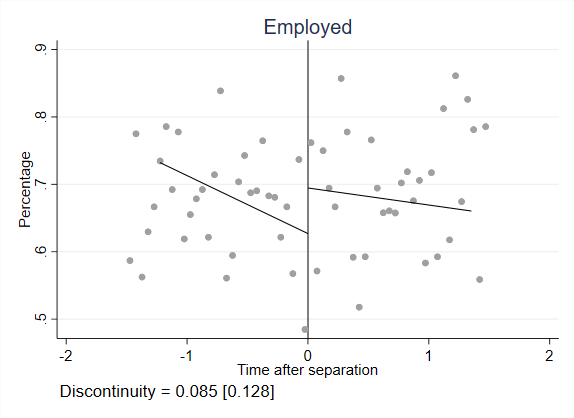 Employed
Percentage
.9
.8
.7
.6
.5
-2 -1 0 1 2
Time after separation
Discontinuity = 0.085 [0.128]